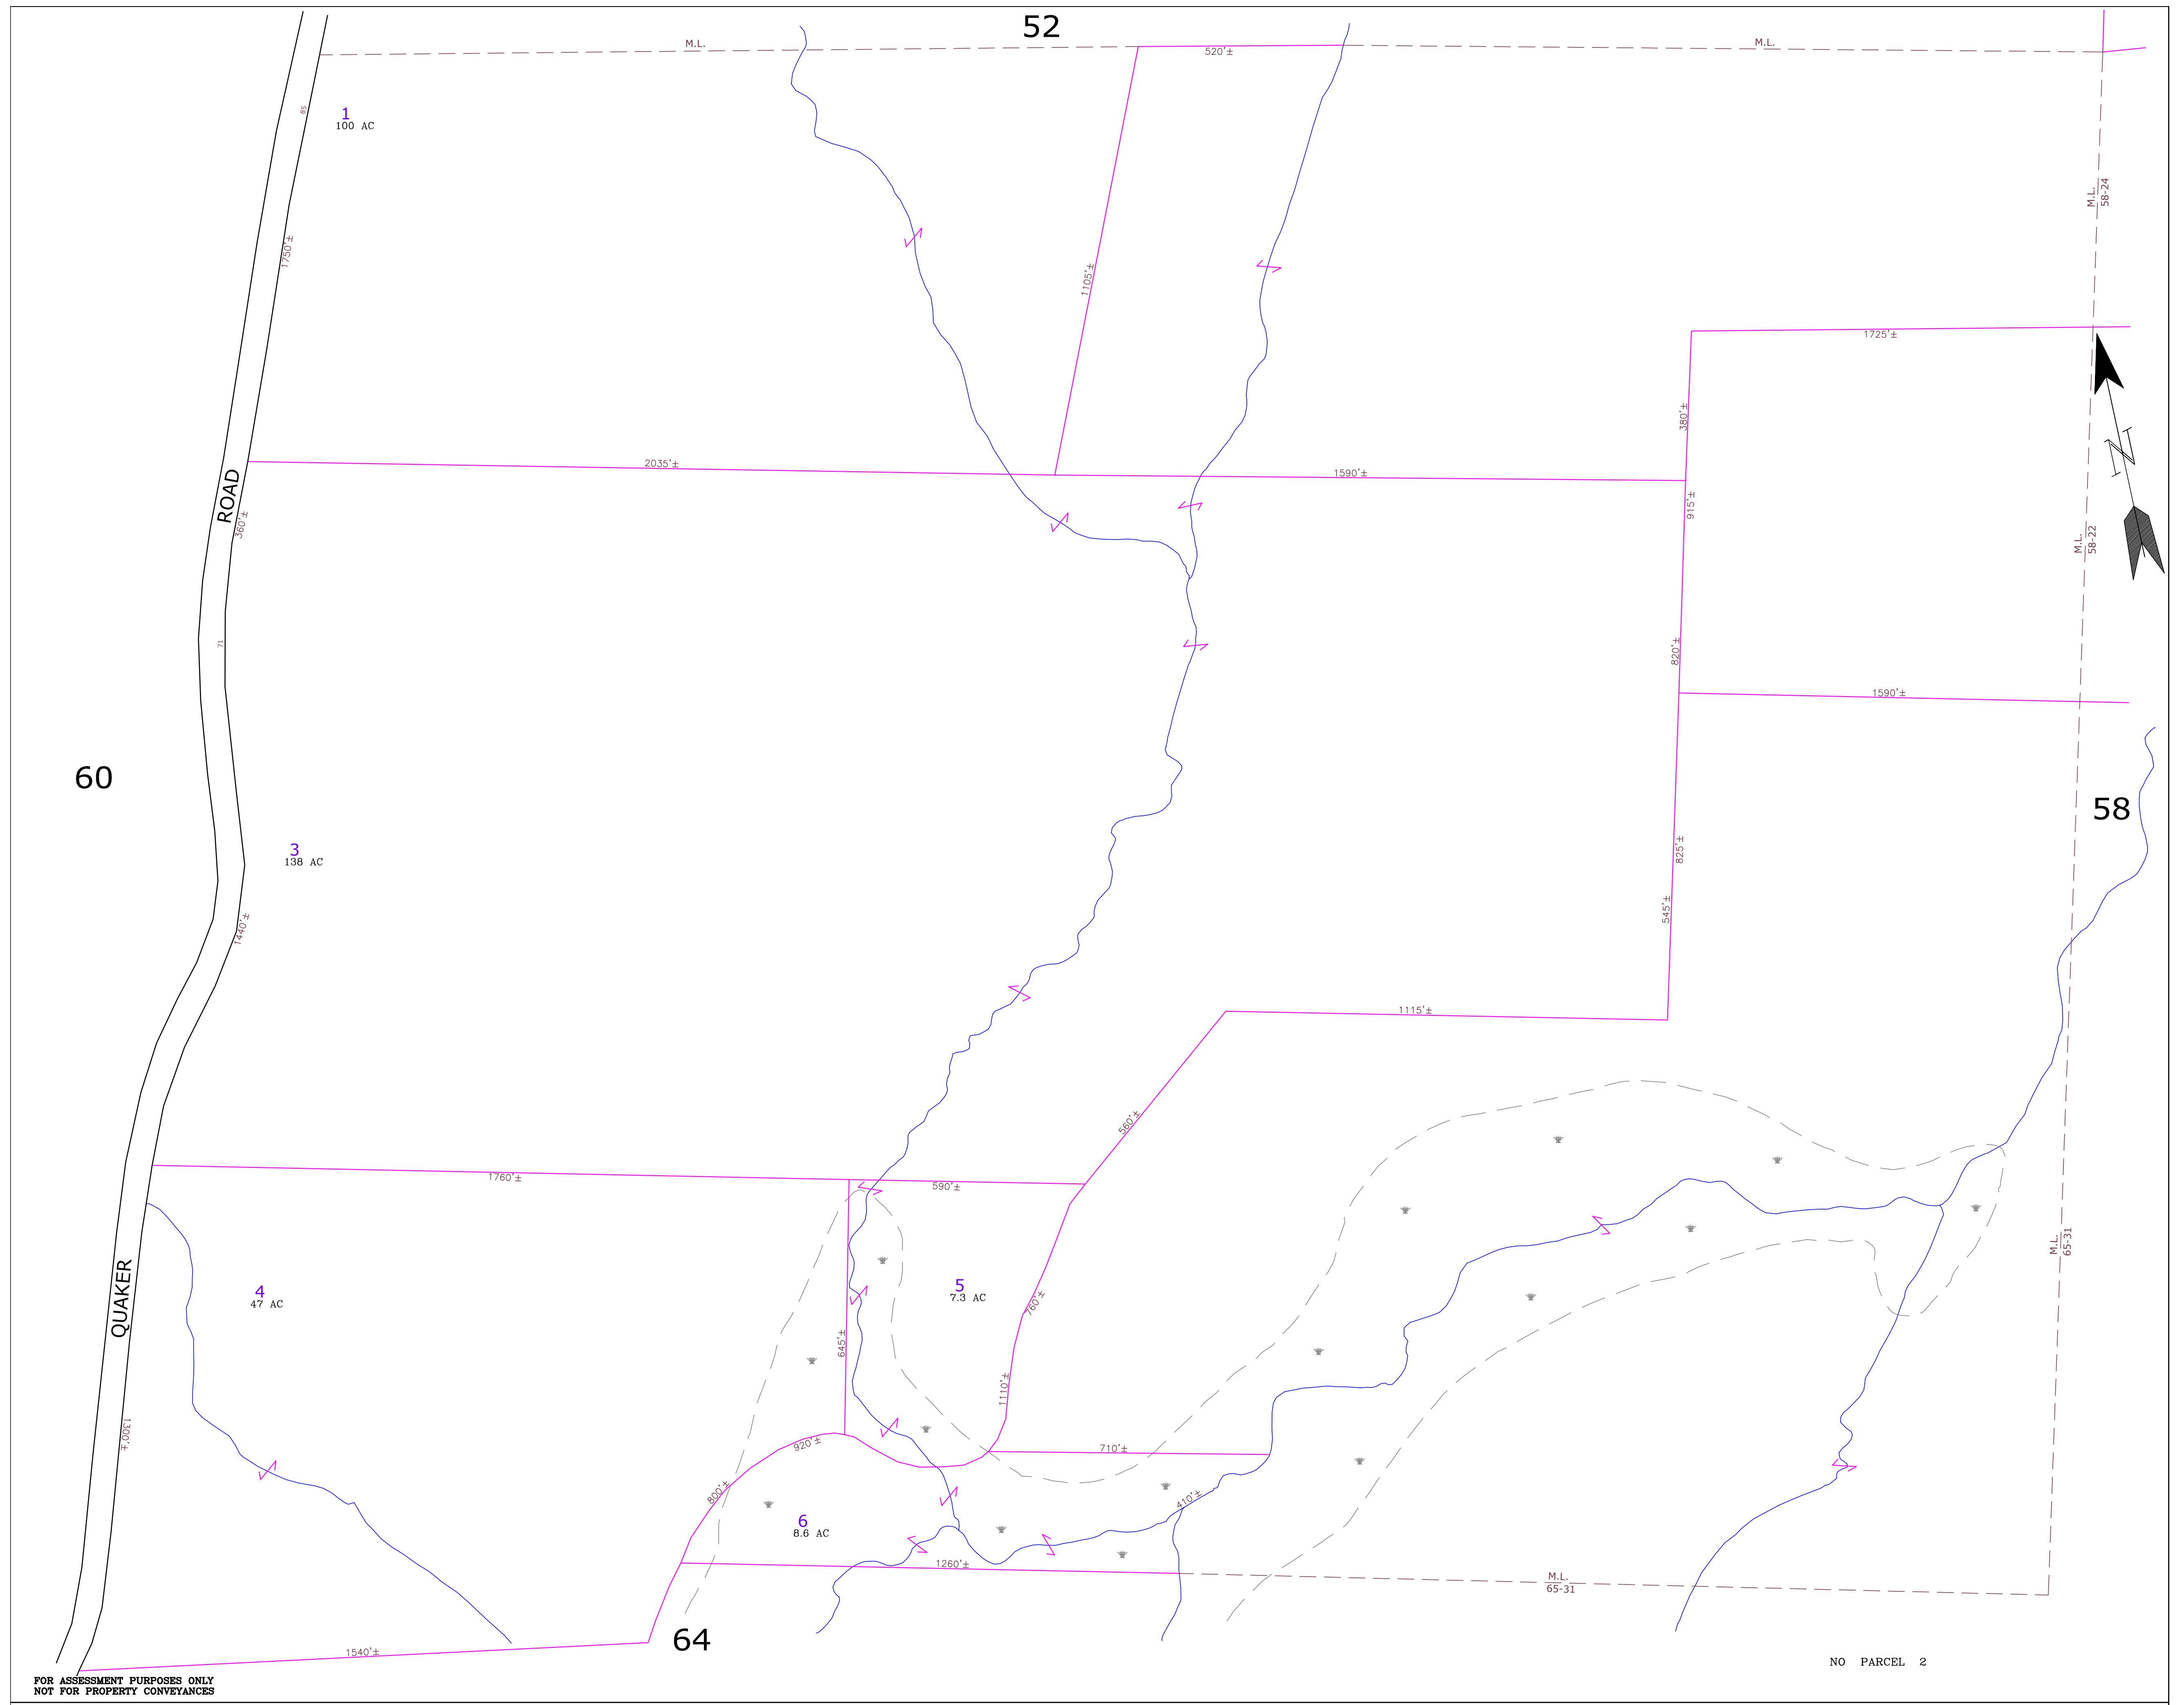 52
M.L.
520'±
M.L.
85
1
100 AC
M.L.
58-24
1750'±
1105'±
1725'±
380'±
2035'±
1590'±
915'±
ROAD
360'±
N
M.L.
58-22
71
820'±
1590'±
60
58
3
138 AC
825'±
545'±
1440'±
1115'±
560'±
1760'±
590'±
M.L.
65-31
4
47 AC
5
7.3 AC
QUAKER
760'±
645'±
1110'±
1300'±
920'±
710'±
800'±
410'±
6
8.6 AC
1260'±
M.L.
65-31
64
1540'±
NO PARCEL 2
FOR ASSESSMENT PURPOSES ONLY
NOT FOR PROPERTY CONVEYANCES